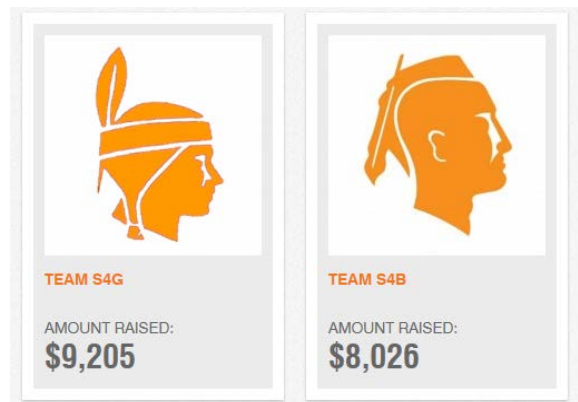 TEAM S4G
AMOUNT RAISED:
$9,205
TEAM S4B
AMOUNT RAISED:
$8,026